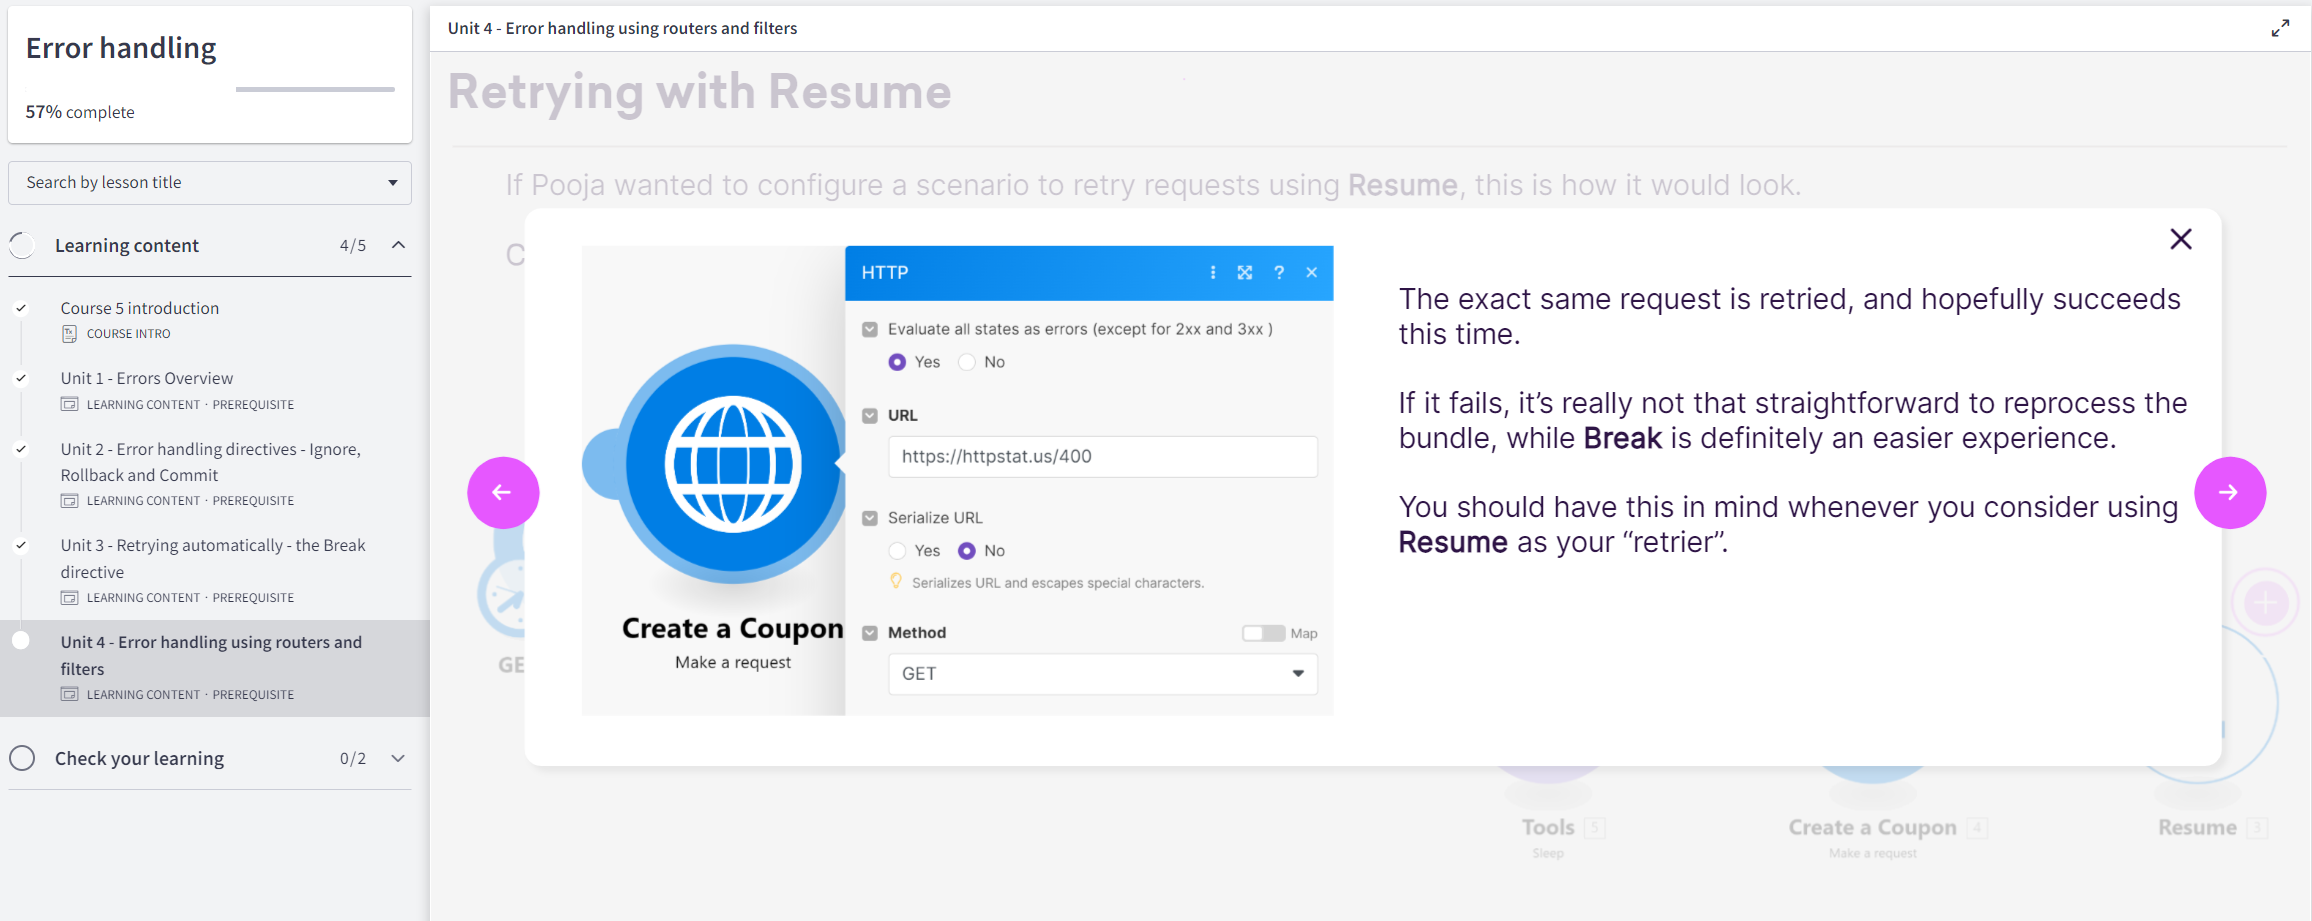 Error handling
57% complete
Search by lesson title
Learning content 4/5
Course 5 introduction
COURSE INTRO
Unit 1 - Errors Overview
LEARNING CONTENT · PREREQUISITE
Unit 2 - Error handling directives - Ignore,
Rollback and Commit
LEARNING CONTENT · PREREQUISITE
Unit 3 - Retrying automatically - the Break
directive
LEARNING CONTENT · PREREQUISITE
Unit 4 - Error handling using routers and
filters
LEARNING CONTENT · PREREQUISITE
Check your learning 0/2
Unit 4 - Error handling using routers and filters
Retrying with Resume
If Pooja wanted to configure a scenario to retry requests using Resume, this is how it would look.
C
GE
Create a Coupon
Make a request
HTTP
Evaluate all states as errors (except for 2xx and 3xx )
Yes No
URL
https://httpstat.us/400
Serialize URL
Yes No
Serializes URL and escapes special characters.
Method Map
GET
The exact same request is retried, and hopefully succeeds
this time.
If it fails, it’s really not that straightforward to reprocess the
bundle, while Break is definitely an easier experience.
You should have this in mind whenever you consider using
Resume as your “retrier”.
Tools 5
Sleep
Create a Coupon 4
Make a request
Resume 3